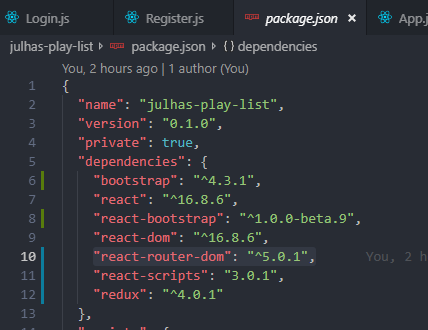 Login.js Register.js package.json App.j
julhas-play-list > package.json > { } dependencies
You, 2 hours ago | 1 author (You)
1 {
2 "name": "julhas-play-list",
3 "version": "0.1.0",
4 "private": true,
5 "dependencies": {
6 "bootstrap": "^4.3.1",
7 "react": "^16.8.6",
8 "react-bootstrap": "^1.0.0-beta.9",
9 "react-dom": "^16.8.6",
10 "react-router-dom": "^5.0.1", You, 2 h
11 "react-scripts": "3.0.1",
12 "redux": "^4.0.1"
13 },